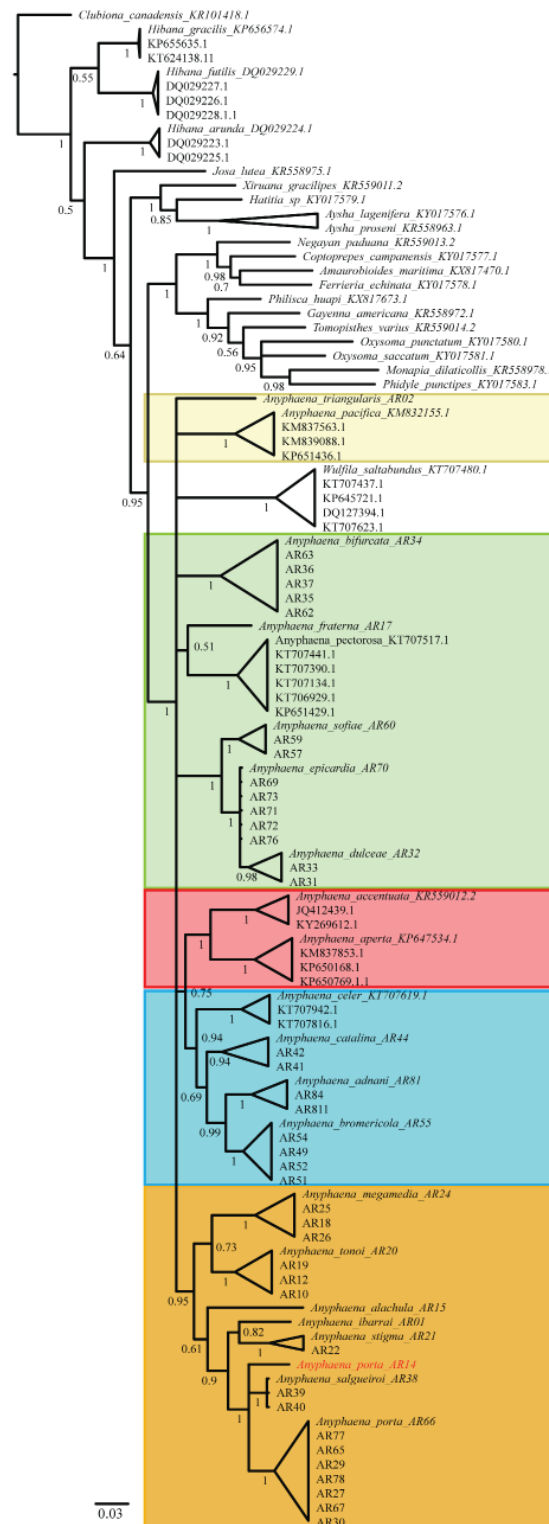 Clubiona_canadensis_KR101418.1
Hibana_gracilis_KP656574.1
KP655635.1
1
KT624138.11
0.55
Hibana_futilis_DQ029229.1
DQ029227.1
1
DQ029226.1
DQ029228.1.1
Hibana_arunda_DQ029224.1
1
DQ029223.1
1
DQ029225.1
Josa_lutea_KR558975.1
Xiruana_gracilipes_KR559011.2
0.5
Hatitia_sp_KY017579.1
1
0.85
Aysha_lagenifera_KY017576.1
1
Aysha_proseni_KR558963.1
Negayan_paduana_KR559013.2
Coptoprepes_campanensis_KY017577.1
1
1
Amaurobioides_maritima_KX817470.1
0.98
0.7
Ferrieria_echinata_KY017578.1
Philisca_huapi_KX817673.1
1
Gayenna_americana_KR558972.1
Tomopisthes_varius_KR559014.2
0.92
Oxysoma_punctatum_KY017580.1
0.64
0.56
Oxysoma_saccatum_KY017581.1
0.95
Monapia_dilaticollis_KR558978.1
0.98
Phidyle_punctipes_KY017583.1
Anyphaena_triangularis_AR02
Anyphaena_pacifica_KM832155.1
KM837563.1
1
KM839088.1
0.95
KP651436.1
Wulfila_saltabundus_KT707480.1
KT707437.1
1
KP645721.1
DQ127394.1
KT707623.1
Anyphaena_bifurcata_AR34
AR63
AR36
1
AR37
AR35
AR62
Anyphaena_fraterna_AR17
Anyphaena_pectorosa_KT707517.1
0.51
KT707441.1
KT707390.1
1
KT707134.1
KT706929.1
1
KP651429.1
Anyphaena_sofiae_AR60
1
AR59
AR57
Anyphaena_epicardia_AR70
1
AR69
AR73
1
AR71
AR72
AR76
Anyphaena_dulceae_AR32
0.98
AR33
AR31
Anyphaena_accentuata_KR559012.2
1
JQ412439.1
KY269612.1
1
Anyphaena_aperta_KP647534.1
KM837853.1
1
KP650168.1
KP650769.1.1
0.75
Anyphaena_celer_KT707619.1
1
KT707942.1
KT707816.1
0.94
Anyphaena_catalina_AR44
0.94
AR42
AR41
0.69
Anyphaena_adnani_AR81
1
AR84
AR811
0.99
Anyphaena_bromericola_AR55
AR54
1
AR49
AR52
AR51
Anyphaena_megamedia_AR24
AR25
1
AR18
AR26
0.73
Anyphaena_tonoi_AR20
AR19
1
AR12
0.95
AR10
Anyphaena_alachula_AR15
Anyphaena_ibarrai_AR01
0.82
0.61
Anyphaena_stigma_AR21
1
AR22
0.9
Anyphaena_porta_AR14
Anyphaena_salgueiroi_AR38
1
AR39
1
AR40
Anyphaena_porta_AR66
AR77
AR65
AR29
1
AR78
AR27
AR67
AR30
0.03